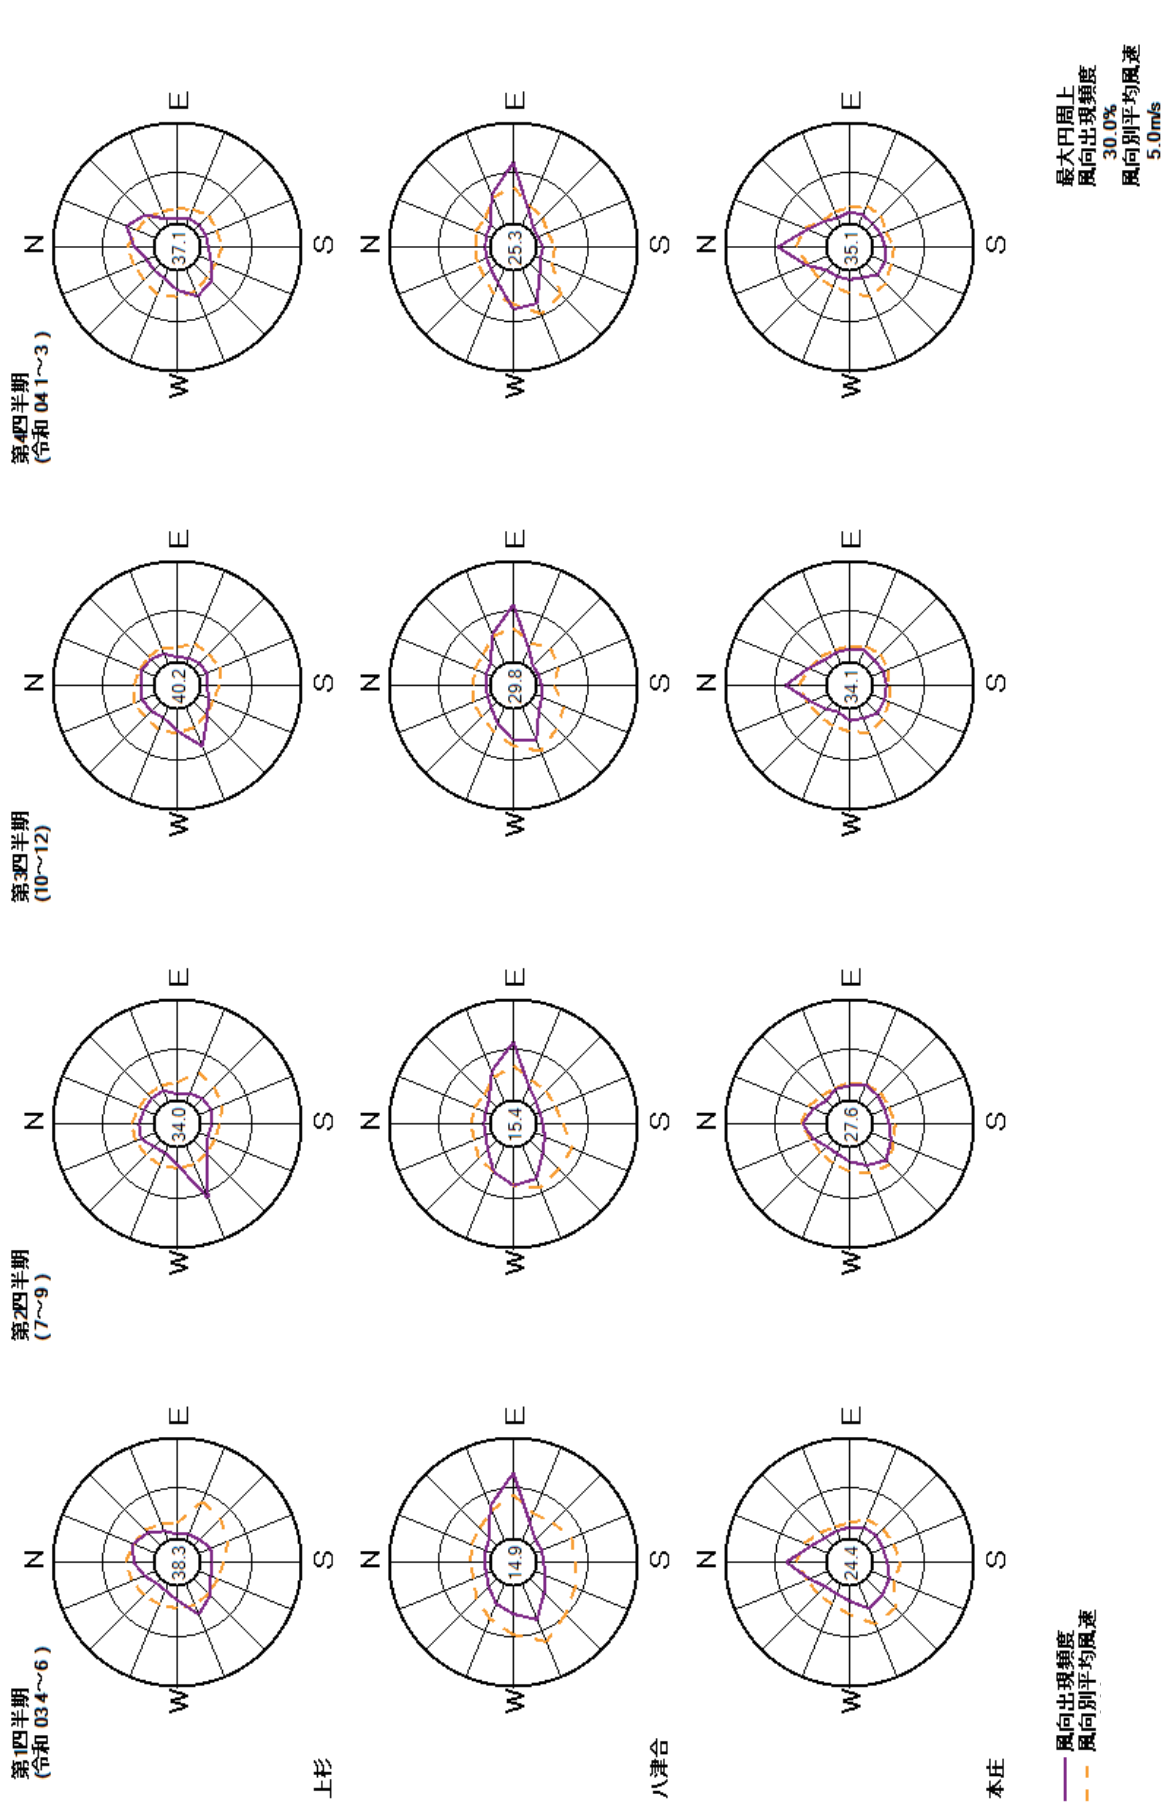 第1四半期 第2四半期 第3四半期 第4四半期
(令和 03 4～6 ) (7～9 ) (10～12) (令和 04 1～3 )
N N N N
W 38.3 E W 34.0 E W 40.2 E W 37.1 E
上杉 S S S S
N N N N
W 14.9 E W 15.4 E W 29.8 E W 25.3 E
八津合 S S S S
N N N N
W 24.4 E W 27.6 E W 34.1 E W 35.1 E
本庄 S S S S
風向出現頻度
風向別平均風速
最大円周上
風向出現頻度
30.0%
風向別平均風速
5.0m/s